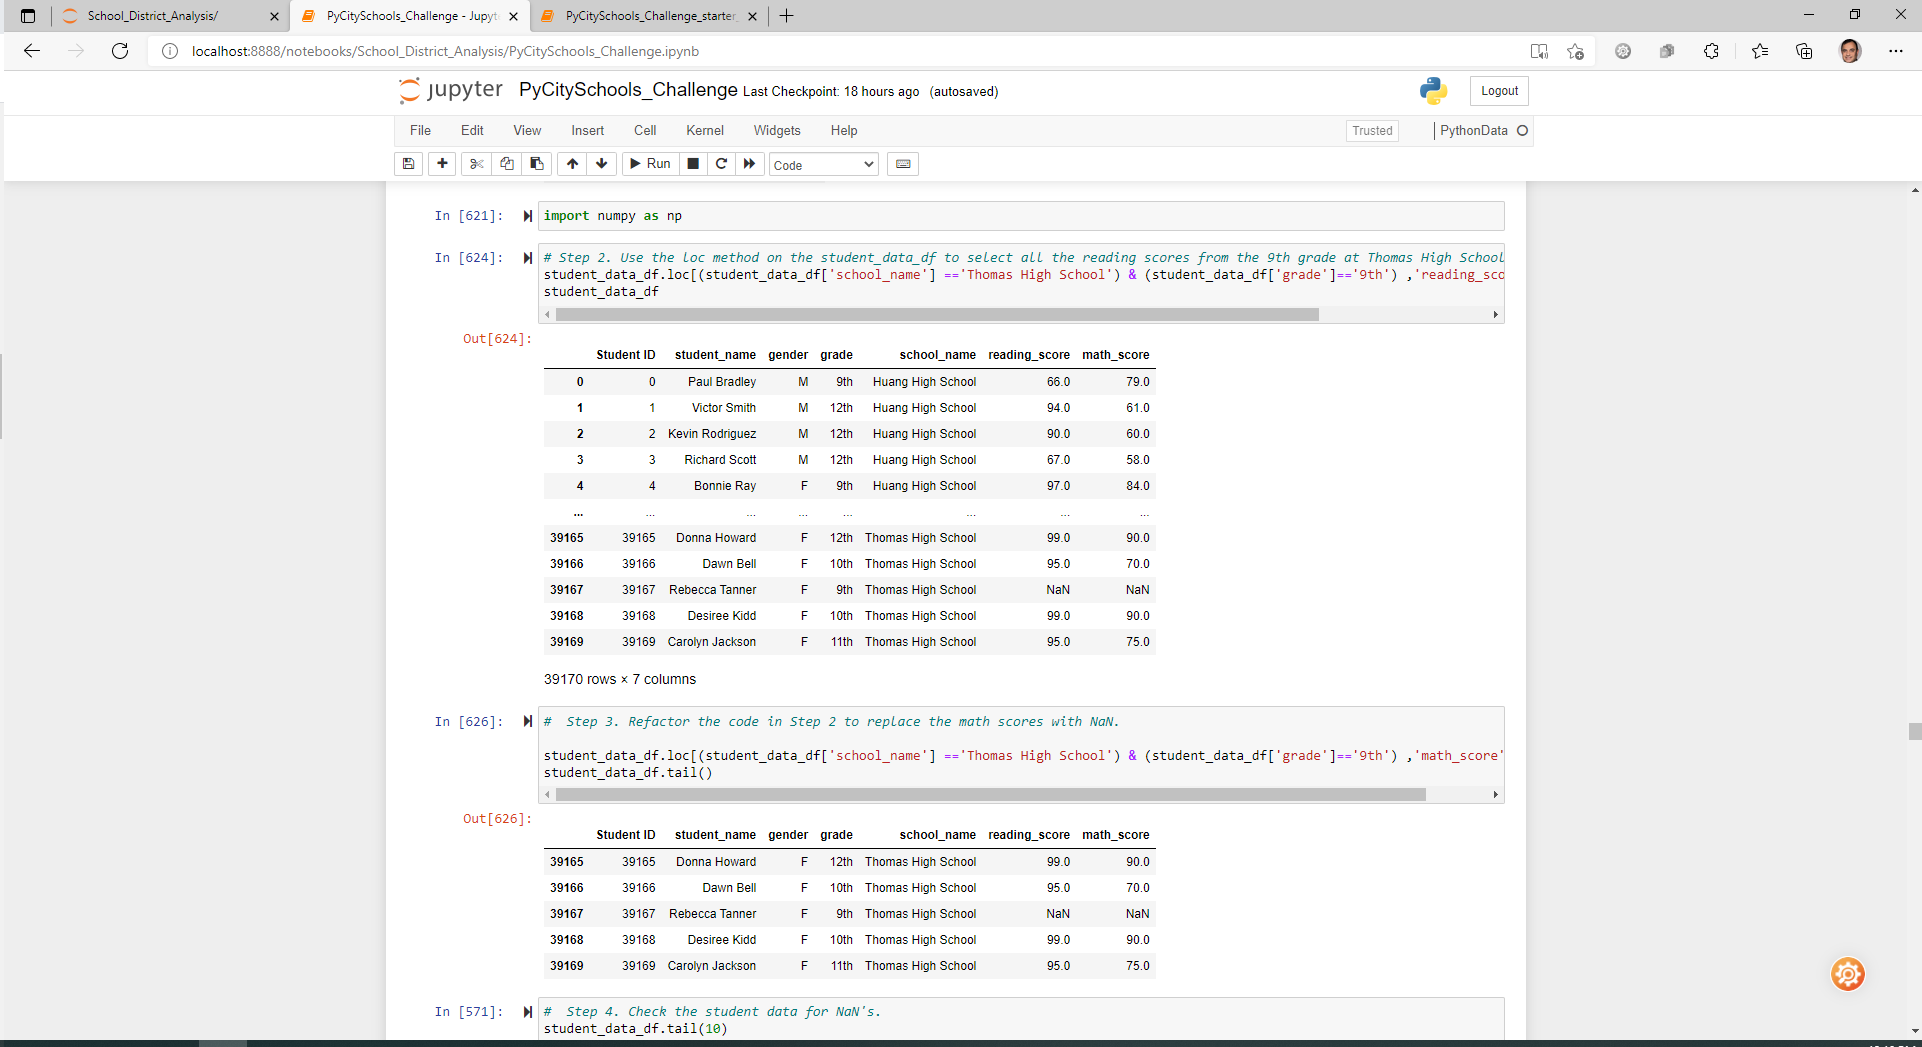 School_District_Analysis/
PyCitySchools_Challenge - Jupyt
PyCitySchools_Challenge_starter_
localhost:8888/notebooks/School_District_Analysis/PyCitySchools_Challenge.ipynb
jupyter PyCitySchools_Challenge Last Checkpoint: 18 hours ago (autosaved)
Logout
File Edit View Insert Cell Kernel Widgets Help
Trusted PythonData
Run Code
In [621]: import numpy as np
In [624]: # Step 2. Use the loc method on the student_data_df to select all the reading scores from the 9th grade at Thomas High School
student_data_df.loc[(student_data_df['school_name'] =='Thomas High School') & (student_data_df['grade']=='9th') ,'reading_sco
student_data_df
Out[624]:
Student ID student_name gender grade school_name reading_score math_score
0 0 Paul Bradley M 9th Huang High School 66.0 79.0
1 1 Victor Smith M 12th Huang High School 94.0 61.0
2 2 Kevin Rodriguez M 12th Huang High School 90.0 60.0
3 3 Richard Scott M 12th Huang High School 67.0 58.0
4 4 Bonnie Ray F 9th Huang High School 97.0 84.0
... ... ... ... ... ... ... ...
39165 39165 Donna Howard F 12th Thomas High School 99.0 90.0
39166 39166 Dawn Bell F 10th Thomas High School 95.0 70.0
39167 39167 Rebecca Tanner F 9th Thomas High School NaN NaN
39168 39168 Desiree Kidd F 10th Thomas High School 99.0 90.0
39169 39169 Carolyn Jackson F 11th Thomas High School 95.0 75.0
39170 rows × 7 columns
In [626]: #  Step 3. Refactor the code in Step 2 to replace the math scores with NaN.
student_data_df.loc[(student_data_df['school_name'] =='Thomas High School') & (student_data_df['grade']=='9th') ,'math_score'
student_data_df.tail()
Out[626]:
Student ID student_name gender grade school_name reading_score math_score
39165 39165 Donna Howard F 12th Thomas High School 99.0 90.0
39166 39166 Dawn Bell F 10th Thomas High School 95.0 70.0
39167 39167 Rebecca Tanner F 9th Thomas High School NaN NaN
39168 39168 Desiree Kidd F 10th Thomas High School 99.0 90.0
39169 39169 Carolyn Jackson F 11th Thomas High School 95.0 75.0
In [571]: #  Step 4. Check the student data for NaN's.
student_data_df.tail(10)